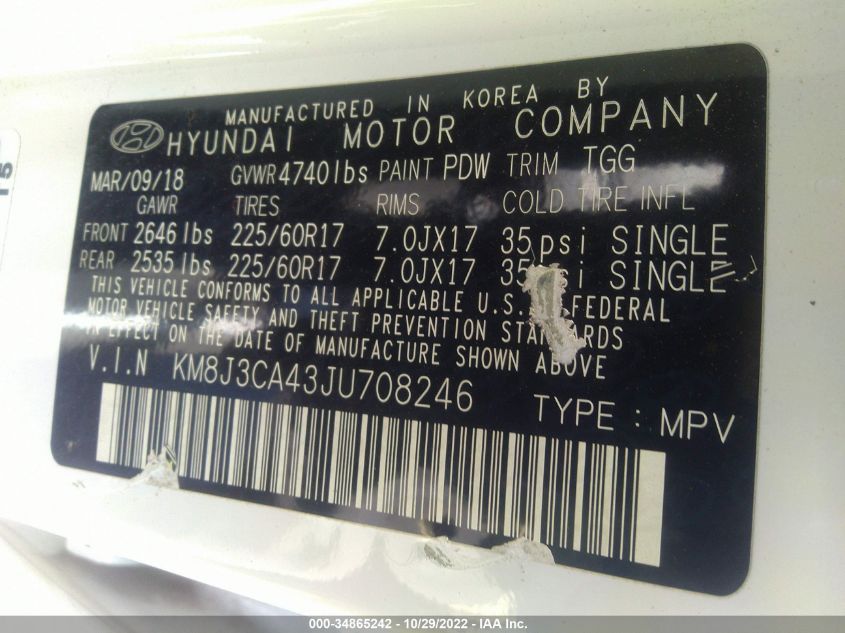 MANUFACTURED IN KOREA BY
HYUNDAI MOTOR COMPANY
MAR/09/18 GVWR 4740lbs PAINT PDW TRIM TGG
GAWR TIRES RIMS COLD TIRE INFL
FRONT 2646 lbs 225/60R17 7.0JX17 35psi SINGLE
REAR 2535 lbs 225/60R17 7.0JX17 35 i SINGLE
THIS VEHICLE CONFORMS TO ALL APPLICABLE U.S. FEDERAL
MOTOR VEHICLE SAFETY AND THEFT PREVENTION STANDARDS
IN EFFECT ON THE DATE OF MANUFACTURE SHOWN ABOVE
V.I.N KM8J3CA43JU708246 TYPE : MPV
15
000-34865242 - 10/29/2022 - IAA Inc.